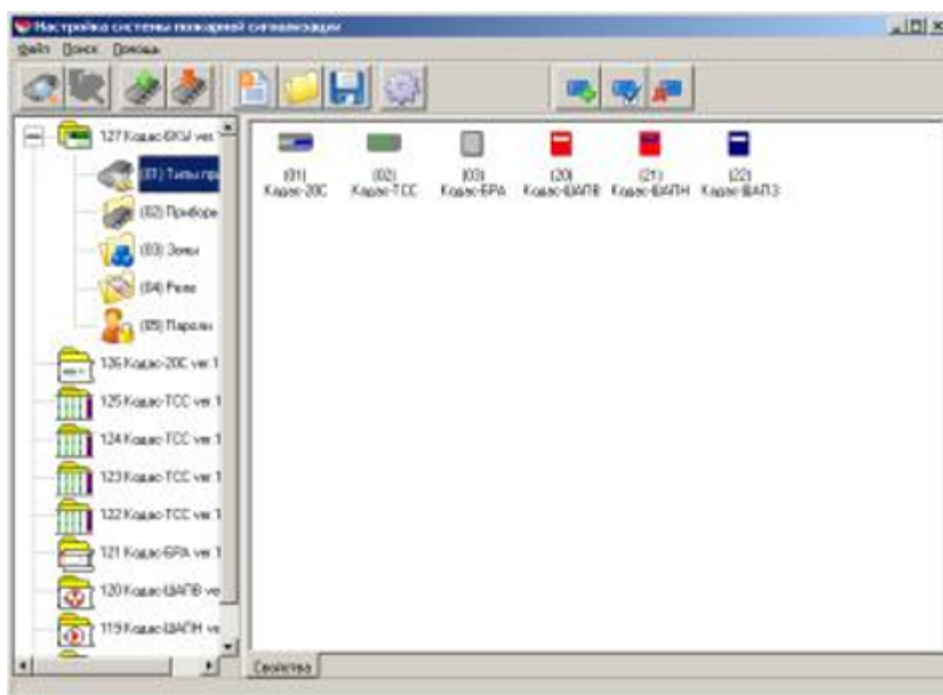 Настройка системы пожарной сигнализации
Файл Поиск Помощь
127 Кодас-БКУ ver.
(01) Типы пр
(02) Приборы
(03) Зоны
(04) Реле
(05) Пароли
126 Кодас-20С ver.1
125 Кодас-ТСС ver.1
124 Кодас-ТСС ver.1
123 Кодас-ТСС ver.1
122 Кодас-ТСС ver.1
121 Кодас-БРА ver.1
120 Кодас-ШАПВ ve
119 Кодас-ШАПН ve
(01) Кодас-20С
(02) Кодас-ТСС
(03) Кодас-БРА
(20) Кодас-ШАПВ
(21) Кодас-ШАПН
(22) Кодас-ШАПЗ
Свойства